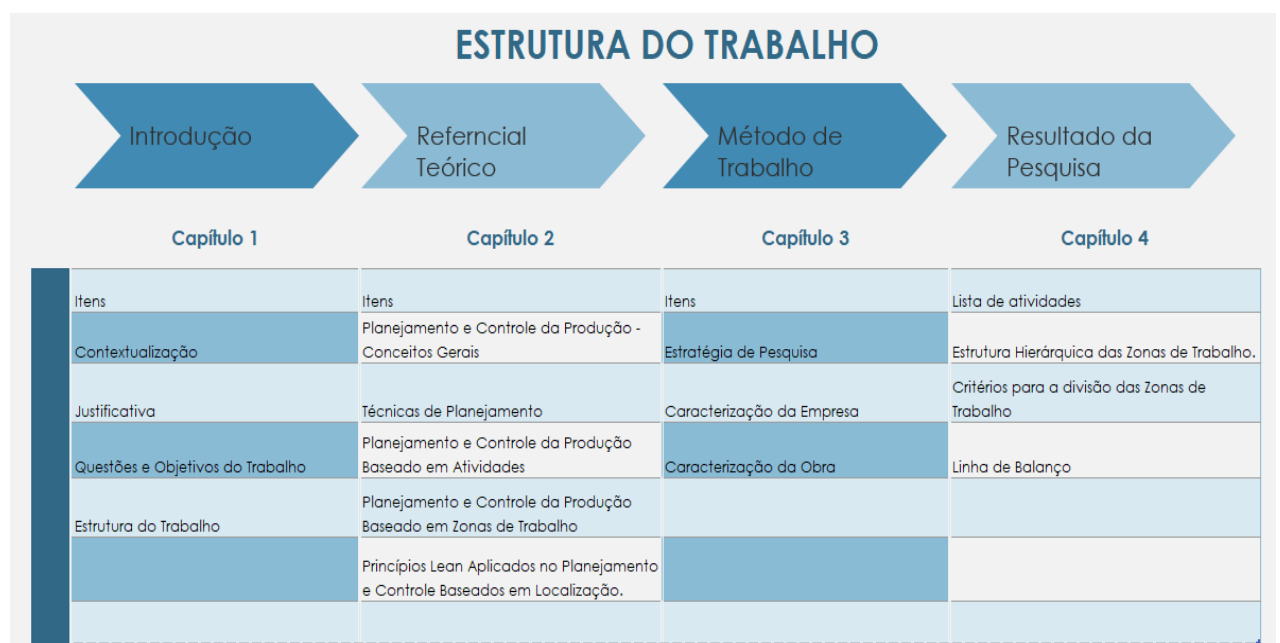 ESTRUTURA DO TRABALHO
Introdução
Referncial
Teórico
Método de
Trabalho
Resultado da
Pesquisa
Capítulo 1
Capítulo 2
Capítulo 3
Capítulo 4
Itens
Itens
Itens
Lista de atividades
Contextualização
Planejamento e Controle da Produção -
Conceitos Gerais
Estratégia de Pesquisa
Estrutura Hierárquica das Zonas de Trabalho.
Justificativa
Técnicas de Planejamento
Caracterização da Empresa
Critérios para a divisão das Zonas de
Trabalho
Questões e Objetivos do Trabalho
Planejamento e Controle da Produção
Baseado em Atividades
Caracterização da Obra
Linha de Balanço
Estrutura do Trabalho
Planejamento e Controle da Produção
Baseado em Zonas de Trabalho
Princípios Lean Aplicados no Planejamento
e Controle Baseados em Localização.